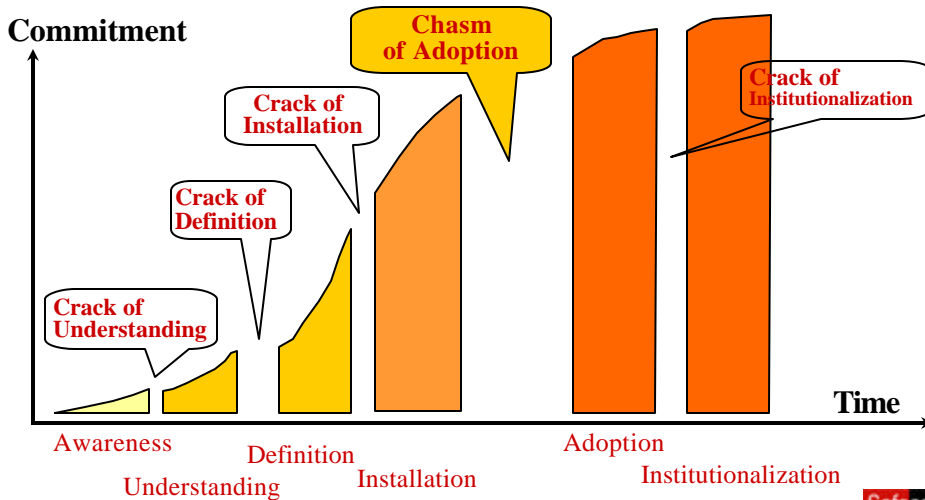 Commitment
Chasm
of Adoption
Crack of
Institutionalization
Crack of
Installation
Crack of
Definition
Crack of
Understanding
Time
Awareness
Understanding
Definition
Installation
Adoption
Institutionalization